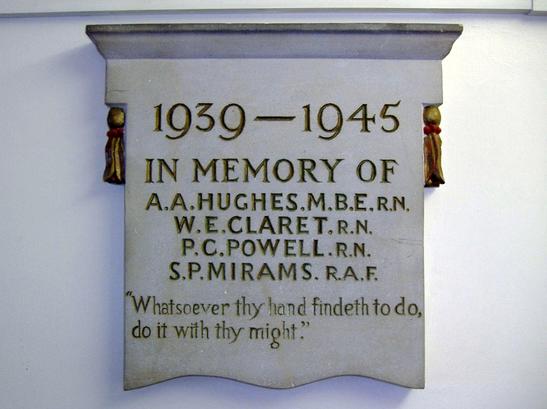 1939 — 1945
IN MEMORY OF
A.A.HUGHES.M.B.E.R.N.
W.E.CLARET.R.N.
P.C.POWELL.R.N.
S.P.MIRAMS.R.A.F.
"Whatsoever thy hand findeth to do,
do it with thy might."